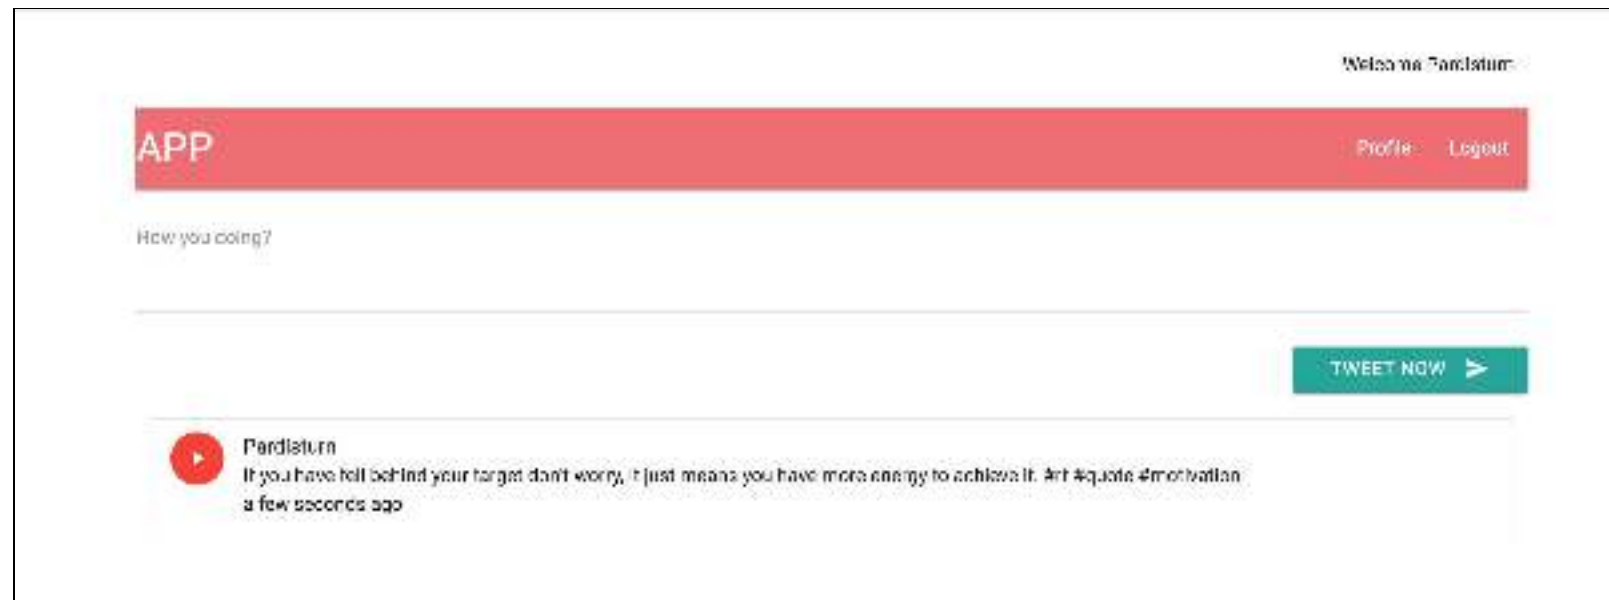 Welcome Pardisturn
APP
Profile Logout
How you doing?
TWEET NOW
Pardisturn
If you have fell behind your target don't worry, it just means you have more energy to achieve it. #rt #quote #motivation
a few seconds ago